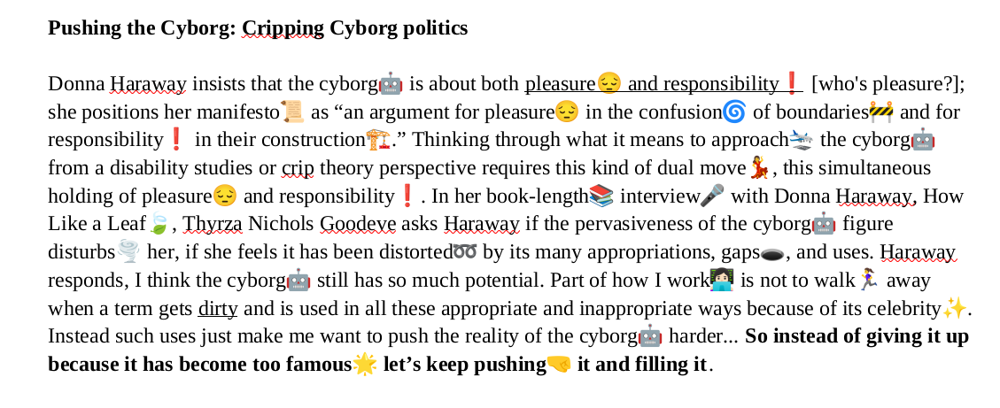 Pushing the Cyborg: Cripping Cyborg politics
Donna Haraway insists that the cyborg🤖 is about both pleasure😔 and responsibility❗ [who's pleasure?];
she positions her manifesto📜 as “an argument for pleasure😔 in the confusion🌀 of boundaries🚧 and for
responsibility❗ in their construction🏗️.” Thinking through what it means to approach🛬 the cyborg🤖
from a disability studies or crip theory perspective requires this kind of dual move💃, this simultaneous
holding of pleasure😔 and responsibility❗. In her book-length📚 interview🎤 with Donna Haraway, How
Like a Leaf🍃, Thyrza Nichols Goodeve asks Haraway if the pervasiveness of the cyborg🤖 figure
disturbs🌪️ her, if she feels it has been distorted➿ by its many appropriations, gaps🕳️, and uses. Haraway
responds, I think the cyborg🤖 still has so much potential. Part of how I work👩🏻‍💻 is not to walk🏃🏻‍♀️ away
when a term gets dirty and is used in all these appropriate and inappropriate ways because of its celebrity✨.
Instead such uses just make me want to push the reality of the cyborg🤖 harder... So instead of giving it up
because it has become too famous🌟 let’s keep pushing🤜 it and filling it.